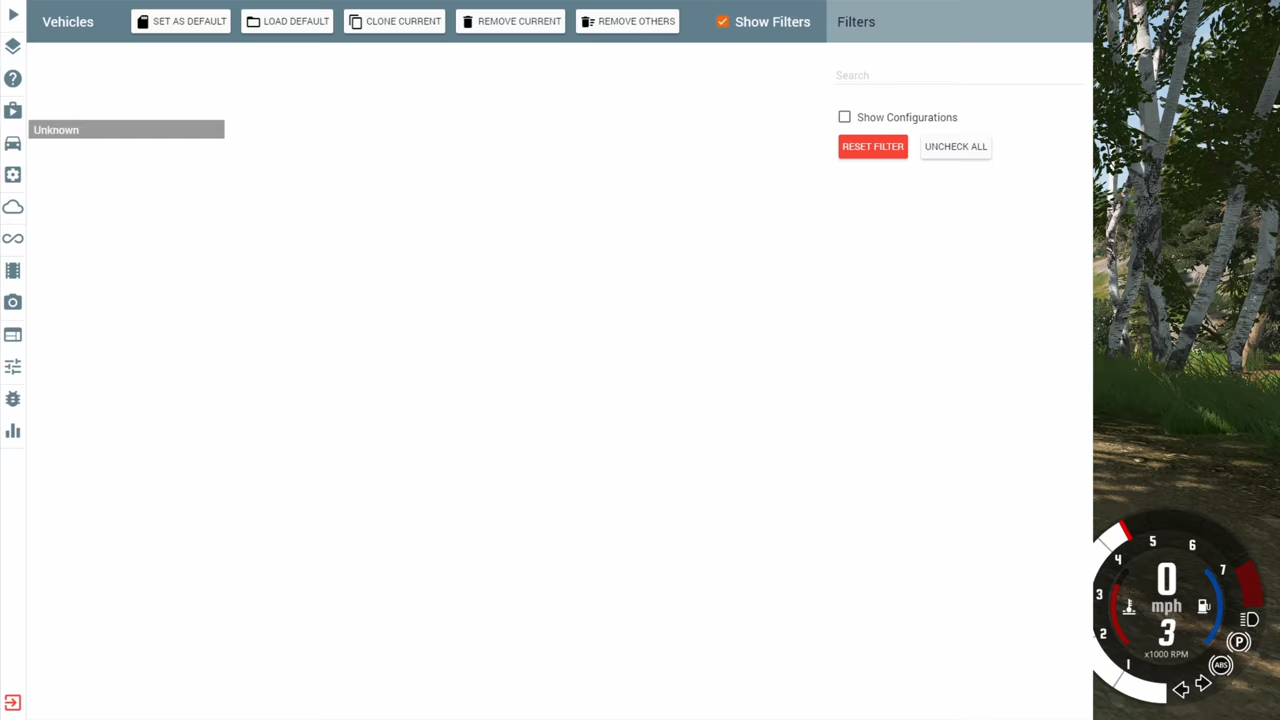 Vehicles
SET AS DEFAULT
LOAD DEFAULT
CLONE CURRENT
REMOVE CURRENT
REMOVE OTHERS
Show Filters
Filters
Search
Show Configurations
RESET FILTER
UNCHECK ALL
Unknown
1
2
3
4
5
6
7
0
mph
3
x1000 RPM
P
ABS